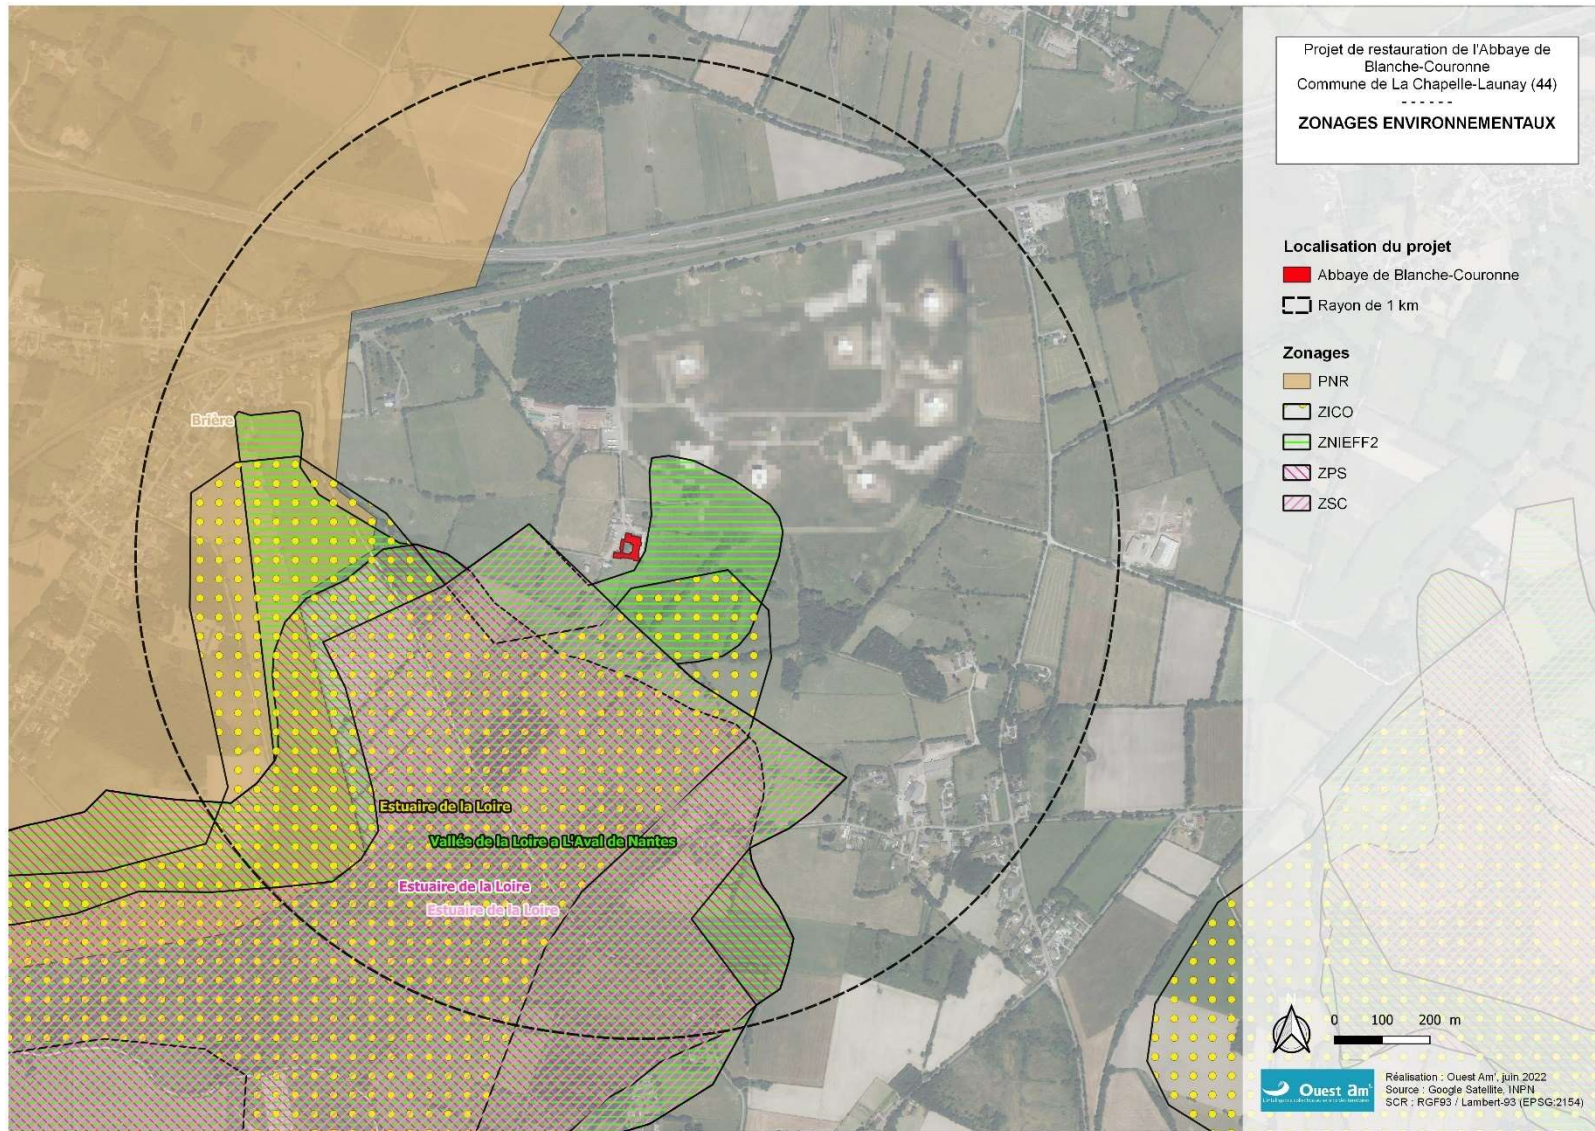 Projet de restauration de l'Abbaye de
Blanche-Couronne
Commune de La Chapelle-Launay (44)
------
ZONAGES ENVIRONNEMENTAUX
Localisation du projet
Abbaye de Blanche-Couronne
Rayon de 1 km
Zonages
PNR
ZICO
ZNIEFF2
ZPS
ZSC
Brière
Estuaire de la Loire
Vallée de la Loire a L'Aval de Nantes
Estuaire de la Loire
Estuaire de la Loire
N
0 100 200 m
Ouest am'
Réalisation : Ouest Am', juin 2022
Source : Google Satellite, INPN
SCR : RGF93 / Lambert-93 (EPSG:2154)